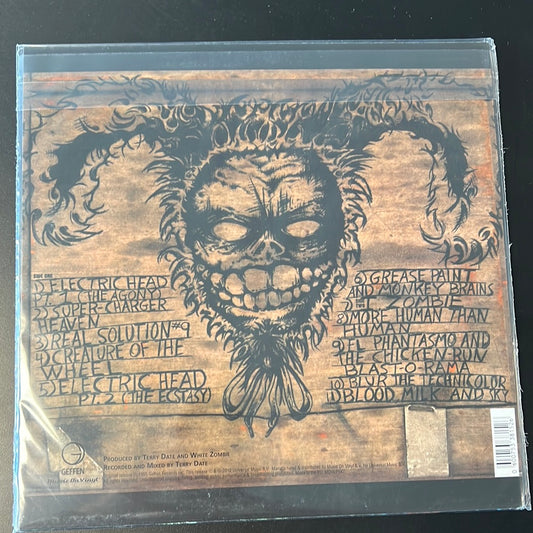 SIDE ONE
1) ELECTRIC HEAD
PT. 1 (THE AGONY)
2) SUPER-CHARGER
HEAVEN
3) REAL SOLUTION #9
4) CREATURE OF THE
WHEEL
5) ELECTRIC HEAD
PT. 2 (THE ECSTASY)
6) GREASE PAINT
AND MONKEY BRAINS
I, ZOMBIE
MORE HUMAN THAN
HUMAN
9) EL PHANTASMO AND
THE CHICKEN-RUN
BLAST-O-RAMA
10) BLUR THE TECHNICOLOR
BLOOD, MILK AND SKY
GEFFEN
Music On Vinyl
PRODUCED BY TERRY DATE AND WHITE ZOMBIE
RECORDED AND MIXED BY TERRY DATE